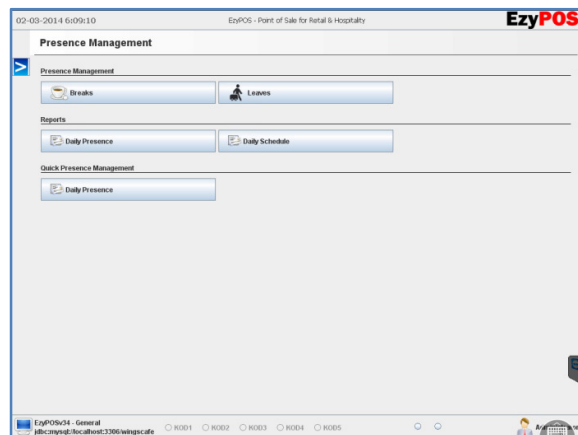 02-03-2014 6:09:10
EzyPOS - Point of Sale for Retail & Hospitality
EzyPOS
Presence Management
>
Presence Management
Breaks
Leaves
Reports
Daily Presence
Daily Schedule
Quick Presence Management
Daily Presence
EzyPOSv34 - General
jdbc:mysql://localhost:3306/wingscafe
KOD1 KOD2 KOD3 KOD4 KOD5